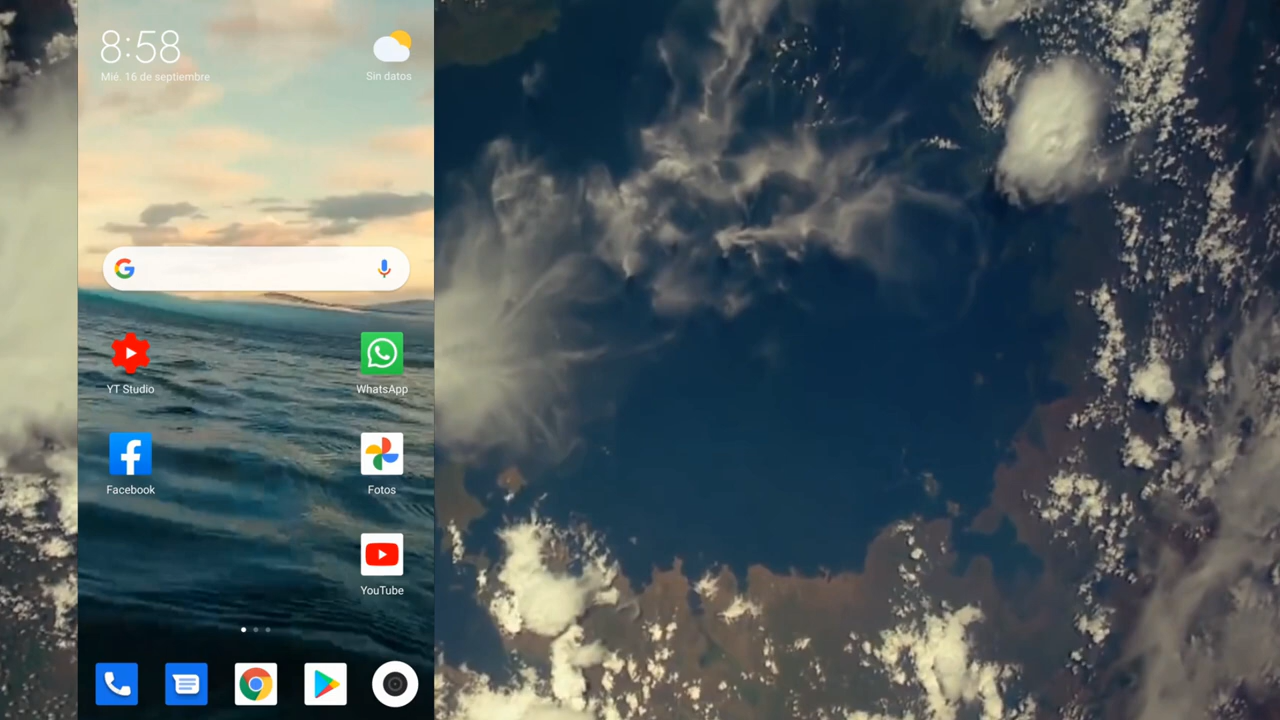 8:58
Mié. 16 de septiembre
Sin datos
YT Studio
WhatsApp
Facebook
Fotos
YouTube